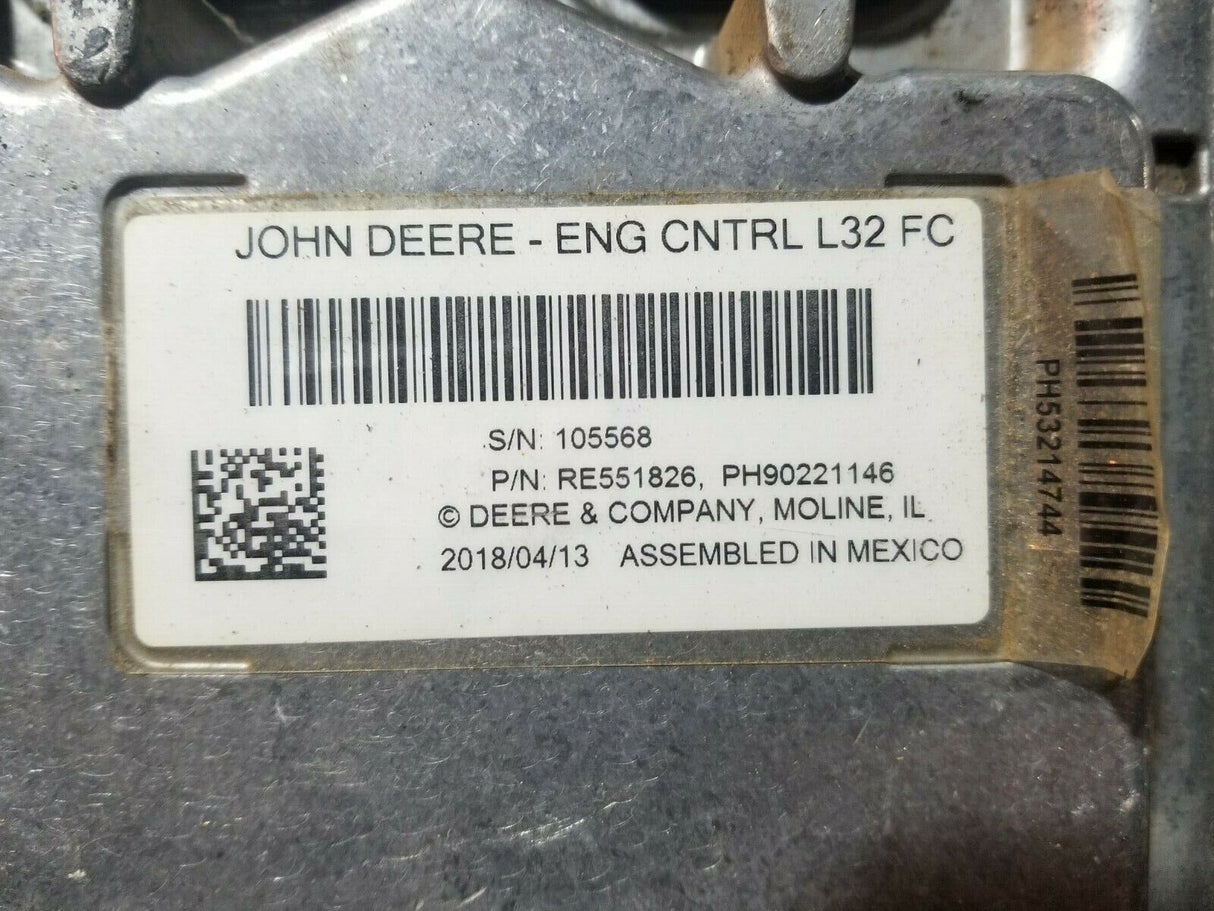 JOHN DEERE - ENG CNTRL L32 FC
S/N: 105568
P/N: RE551826, PH90221146
© DEERE & COMPANY, MOLINE, IL
2018/04/13 ASSEMBLED IN MEXICO
PH53214744